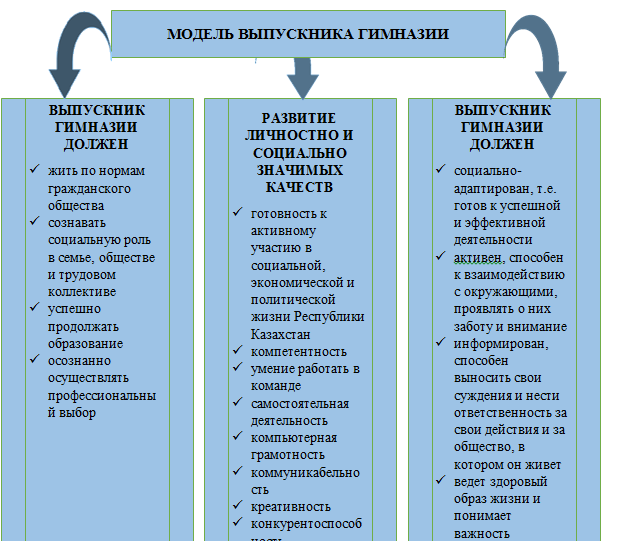 МОДЕЛЬ ВЫПУСКНИКА ГИМНАЗИИ
ВЫПУСКНИК
ГИМНАЗИИ
ДОЛЖЕН
✓ жить по нормам
гражданского
общества
✓ сознавать
социальную роль
в семье, обществе
и трудовом
коллективе
✓ успешно
продолжать
образование
✓ осознанно
осуществлять
профессиональны
й выбор
РАЗВИТИЕ
ЛИЧНОСТНО И
СОЦИАЛЬНО
ЗНАЧИМЫХ
КАЧЕСТВ
✓ готовность к
активному
участию в
социальной,
экономической и
политической
жизни Республики
Казахстан
✓ компетентность
✓ умение работать в
команде
✓ самостоятельная
деятельность
✓ компьютерная
грамотность
✓ коммуникабельно
сть
✓ креативность
✓ конкурентоспособ
ВЫПУСКНИК
ГИМНАЗИИ
ДОЛЖЕН
✓ социально-
адаптирован, т.е.
готов к успешной
и эффективной
деятельности
✓ активен, способен
к взаимодействию
с окружающими,
проявлять о них
заботу и внимание
✓ информирован,
способен
выносить свои
суждения и нести
ответственность за
свои действия и за
общество, в
котором он живет
✓ ведет здоровый
образ жизни и
понимает
важность